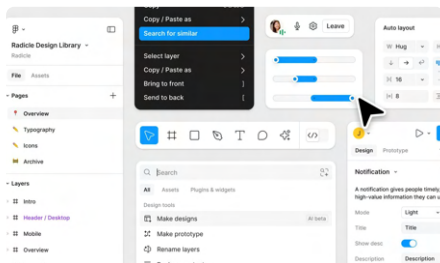 Radicle Design Library
Radicle
File
Assets
Pages
Overview
Typography
Icons
Archive
Layers
Intro
Header / Desktop
Mobile
Overview
Copy / Paste as
Search for similar
Select layer
Copy / Paste as
Bring to front
]
Send to back
[
Leave
Auto layout
W Hug
H 16
8
Search
All
Assets
Plugins & widgets
Design tools
Make designs
AI beta
Make prototype
Rename layers
J
Design
Prototype
Notification
A notification gives people timely,
high-value information they can u
Mode
Light
Title
Title
Show desc
Description
Description